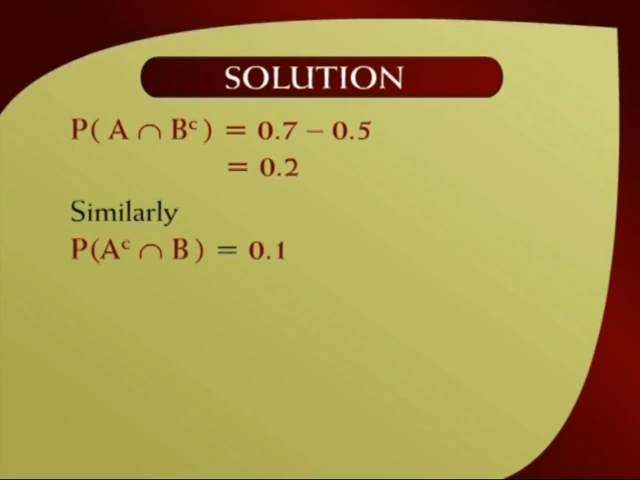 SOLUTION
P( A ∩ Bᶜ ) = 0.7 – 0.5
= 0.2
Similarly
P(Aᶜ ∩ B ) = 0.1